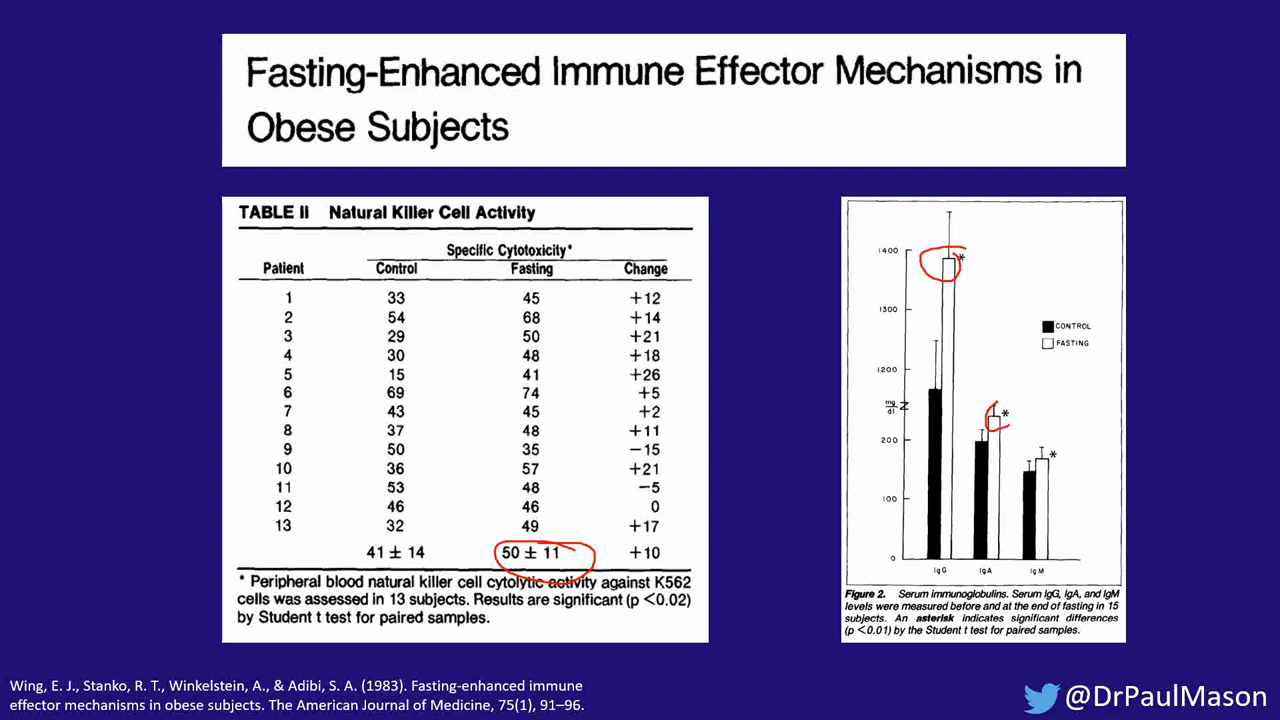 Fasting-Enhanced Immune Effector Mechanisms in
Obese Subjects
TABLE II Natural Killer Cell Activity
Specific Cytotoxicity*
Patient Control Fasting Change
1 33 45 +12
2 54 68 +14
3 29 50 +21
4 30 48 +18
5 15 41 +26
6 69 74 +5
7 43 45 +2
8 37 48 +11
9 50 35 −15
10 36 57 +21
11 53 48 −5
12 46 46 0
13 32 49 +17
41 ± 14 50 ± 11 +10
* Peripheral blood natural killer cell cytolytic activity against K562
cells was assessed in 13 subjects. Results are significant (p <0.02)
by Student t test for paired samples.
1400
*
1300
CONTROL
FASTING
1200
mg
dl
*
200
*
100
0
IgG IgA IgM
Figure 2. Serum immunoglobulins. Serum IgG, IgA, and IgM
levels were measured before and at the end of fasting in 15
subjects. An asterisk indicates significant differences
(p <0.01) by the Student t test for paired samples.
Wing, E. J., Stanko, R. T., Winkelstein, A., & Adibi, S. A. (1983). Fasting-enhanced immune
effector mechanisms in obese subjects. The American Journal of Medicine, 75(1), 91–96.
@DrPaulMason